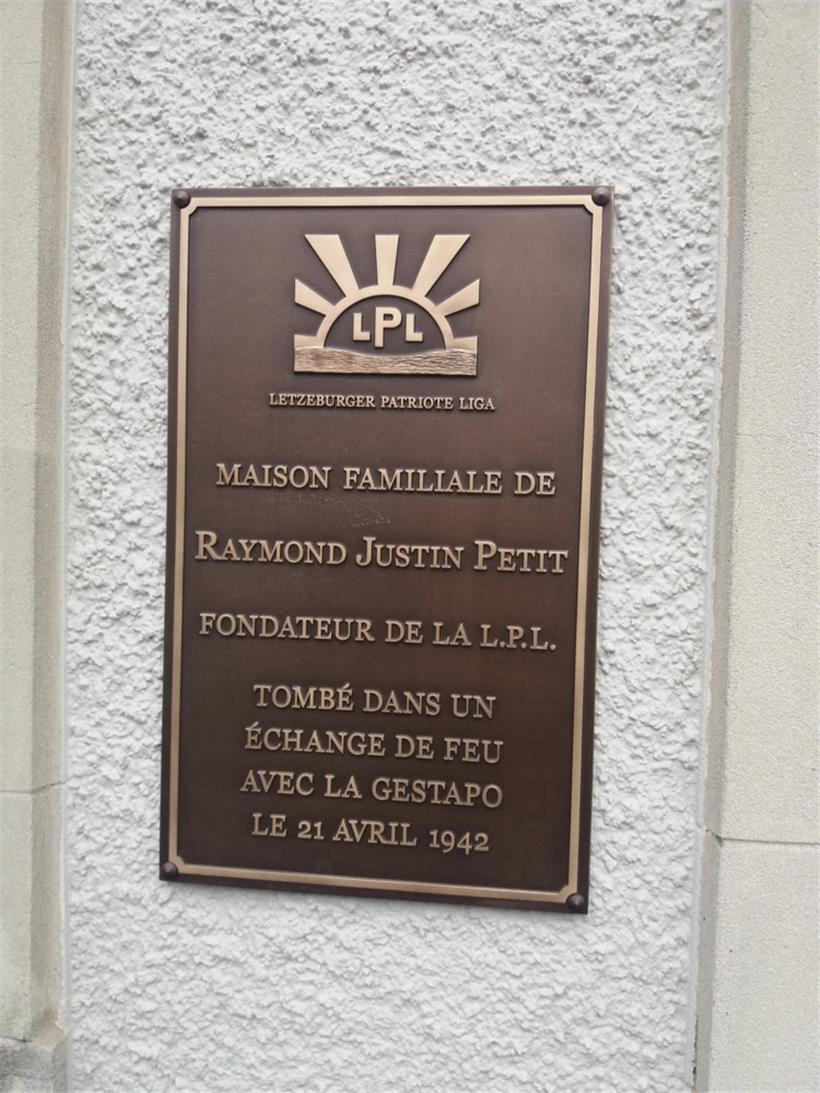 LPL
LETZEBURGER PATRIOTE LIGA
MAISON FAMILIALE DE
RAYMOND JUSTIN PETIT
FONDATEUR DE LA L.P.L.
TOMBÉ DANS UN
ÉCHANGE DE FEU
AVEC LA GESTAPO
LE 21 AVRIL 1942